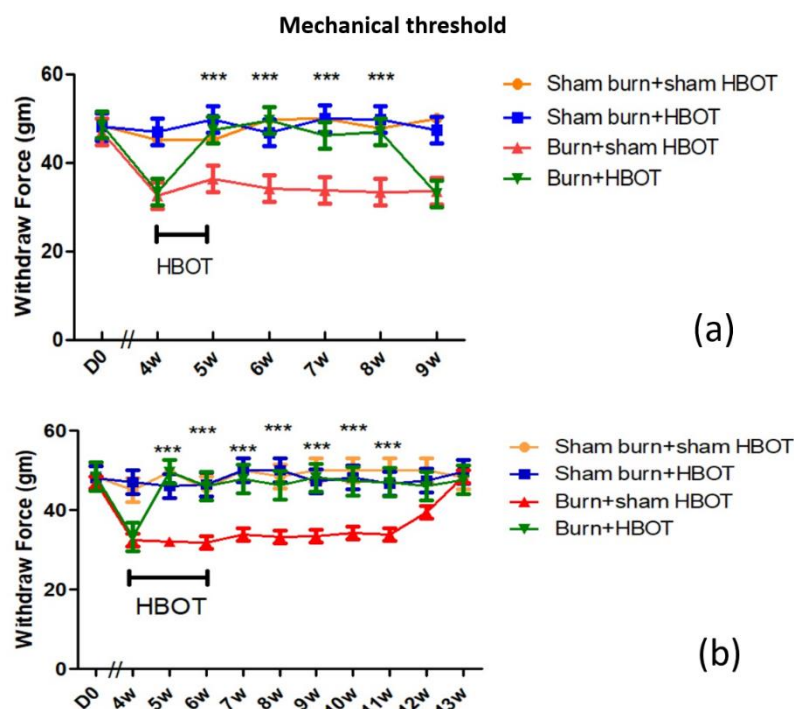 Mechanical threshold
Withdraw Force (gm)
60
40
20
0
*** *** *** ***
HBOT
D0 // 4w 5w 6w 7w 8w 9w
Sham burn+sham HBOT
Sham burn+HBOT
Burn+sham HBOT
Burn+HBOT
(a)
Withdraw Force (gm)
60
40
20
0
*** *** *** *** *** *** ***
HBOT
D0 // 4w 5w 6w 7w 8w 9w 10w 11w 12w 13w
Sham burn+sham HBOT
Sham burn+HBOT
Burn+sham HBOT
Burn+HBOT
(b)